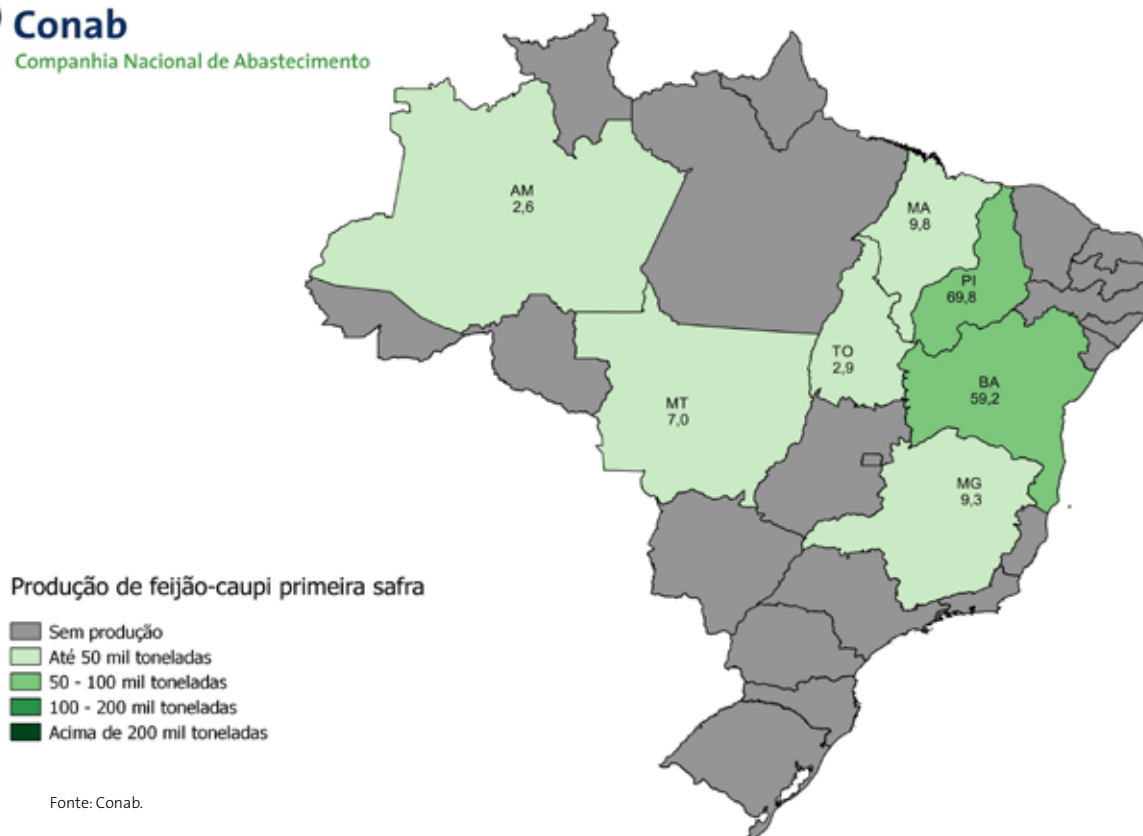 Conab
Companhia Nacional de Abastecimento
AM
2,6
MA
9,8
PI
69,8
TO
2,9
BA
59,2
MT
7,0
MG
9,3
Produção de feijão-caupi primeira safra
Sem produção
Até 50 mil toneladas
50 - 100 mil toneladas
100 - 200 mil toneladas
Acima de 200 mil toneladas
Fonte: Conab.